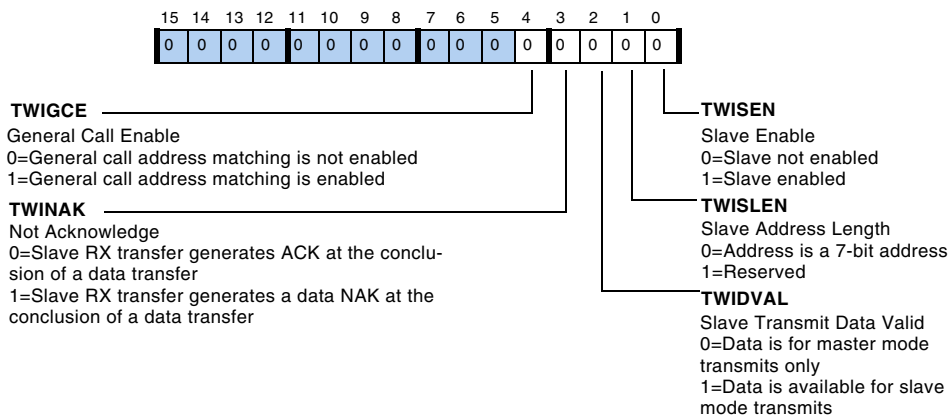 15 14 13 12 11 10 9 8 7 6 5 4 3 2 1 0
0 0 0 0 0 0 0 0 0 0 0 0 0 0 0 0
TWIGCE
General Call Enable
0=General call address matching is not enabled
1=General call address matching is enabled
TWINAK
Not Acknowledge
0=Slave RX transfer generates ACK at the conclu-
sion of a data transfer
1=Slave RX transfer generates a data NAK at the
conclusion of a data transfer
TWISEN
Slave Enable
0=Slave not enabled
1=Slave enabled
TWISLEN
Slave Address Length
0=Address is a 7-bit address
1=Reserved
TWIDVAL
Slave Transmit Data Valid
0=Data is for master mode
transmits only
1=Data is available for slave
mode transmits